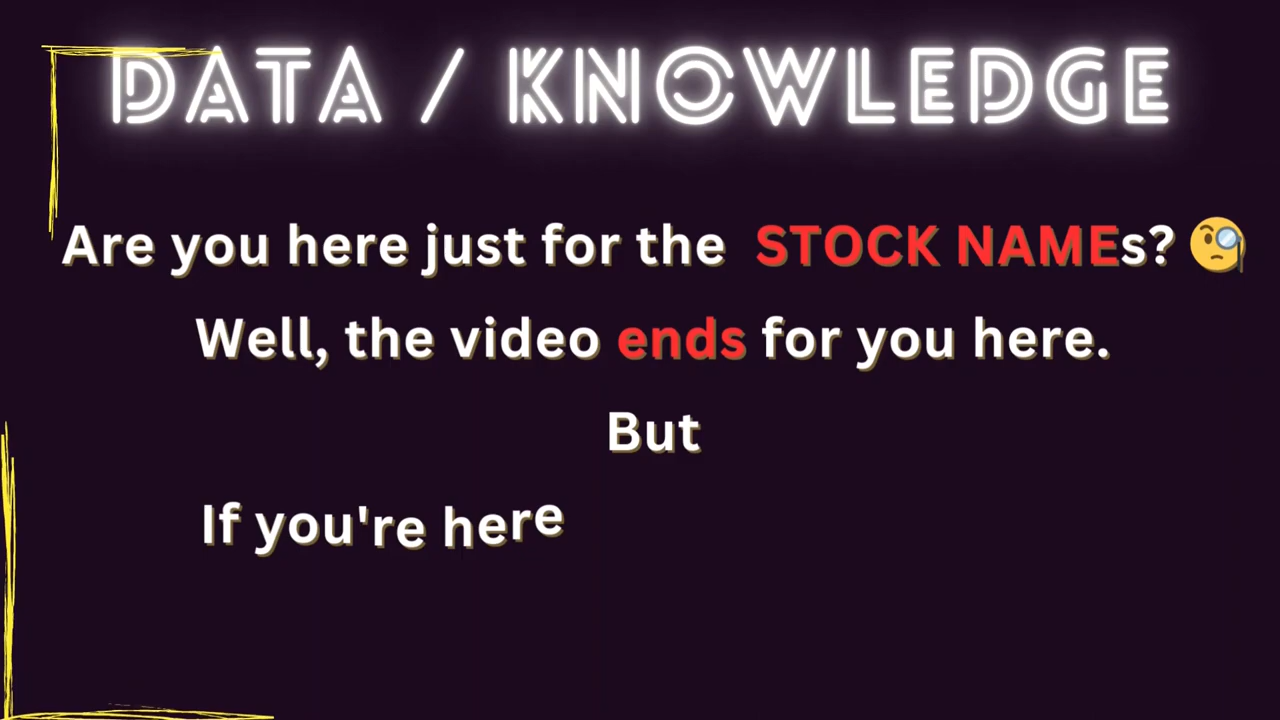 DATA / KNOWLEDGE
Are you here just for the STOCK NAMEs? 🧐
Well, the video ends for you here.
But
If you're here